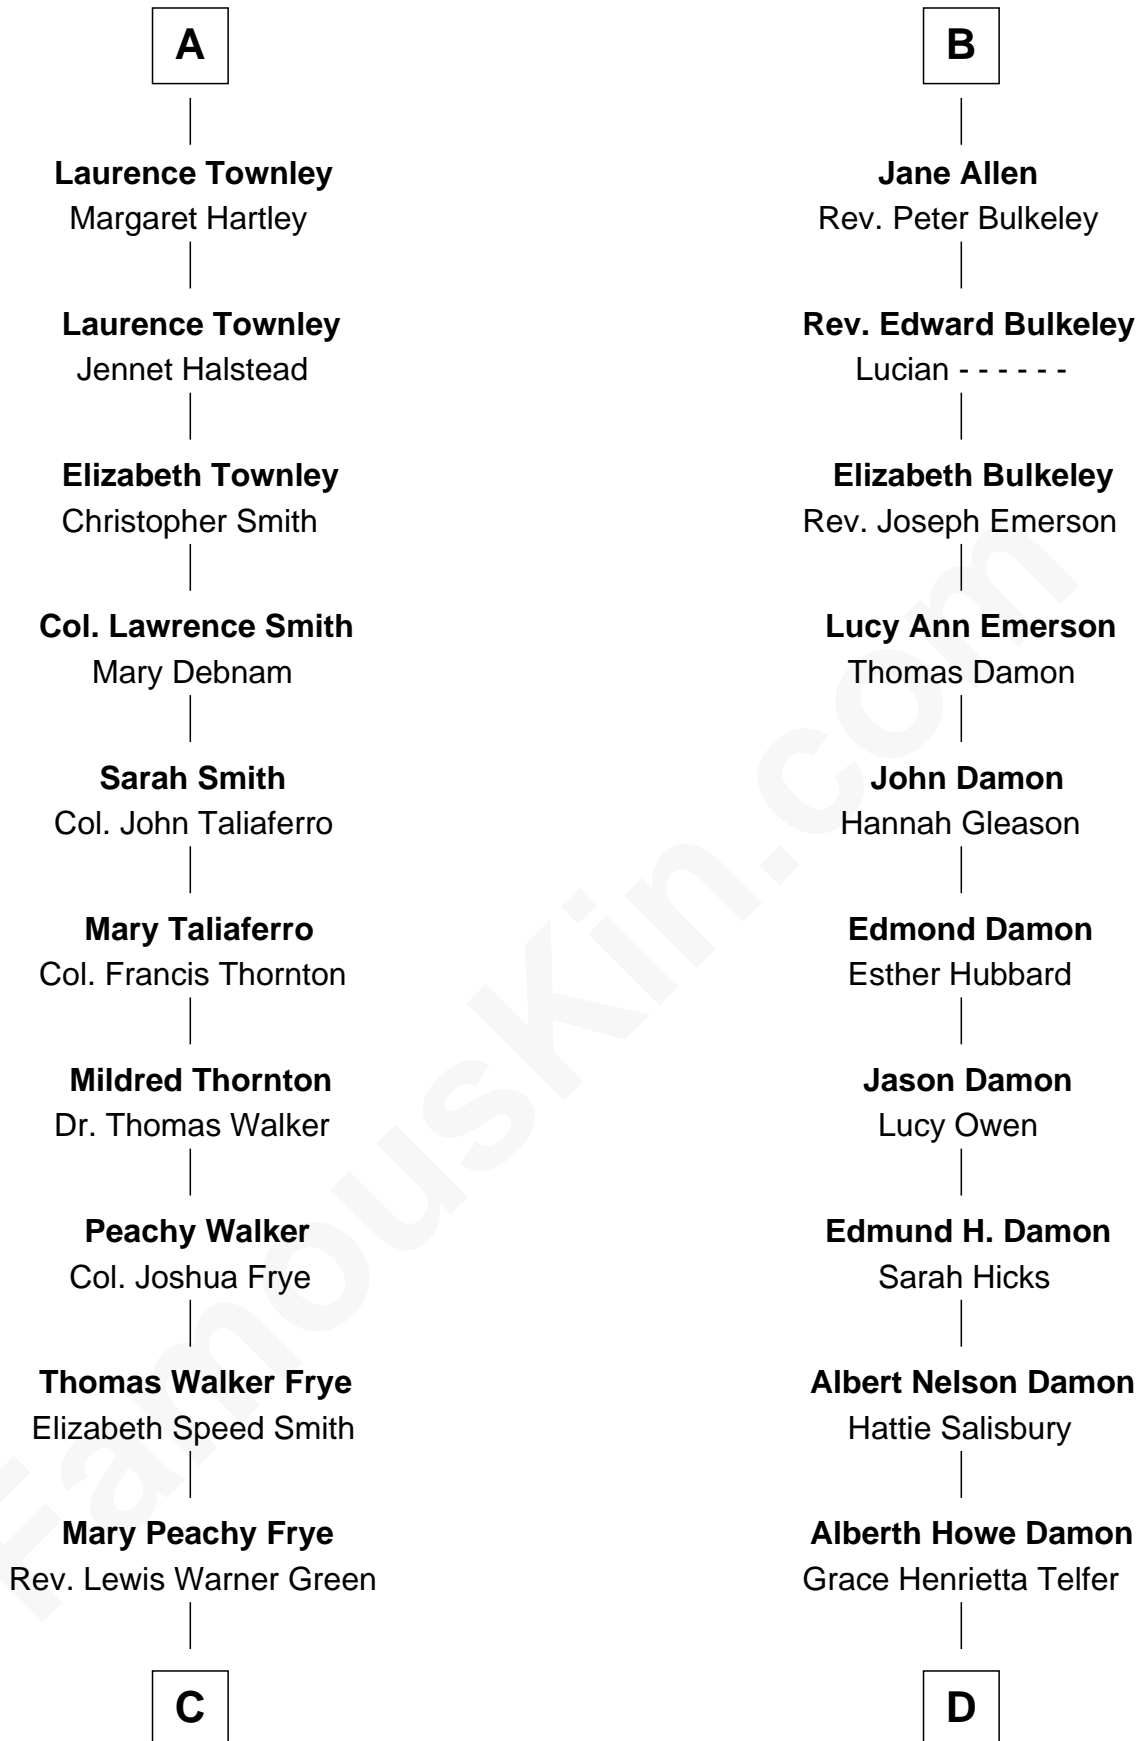 A
Laurence Townley
Margaret Hartley
Laurence Townley
Jennet Halstead
Elizabeth Townley
Christopher Smith
Col. Lawrence Smith
Mary Debnam
Sarah Smith
Col. John Taliaferro
Mary Taliaferro
Col. Francis Thornton
Mildred Thornton
Dr. Thomas Walker
Peachy Walker
Col. Joshua Frye
Thomas Walker Frye
Elizabeth Speed Smith
Mary Peachy Frye
Rev. Lewis Warner Green
C
B
Jane Allen
Rev. Peter Bulkeley
Rev. Edward Bulkeley
Lucian - - - - - -
Elizabeth Bulkeley
Rev. Joseph Emerson
Lucy Ann Emerson
Thomas Damon
John Damon
Hannah Gleason
Edmond Damon
Esther Hubbard
Jason Damon
Lucy Owen
Edmund H. Damon
Sarah Hicks
Albert Nelson Damon
Hattie Salisbury
Alberth Howe Damon
Grace Henrietta Telfer
D
FamousKin.com